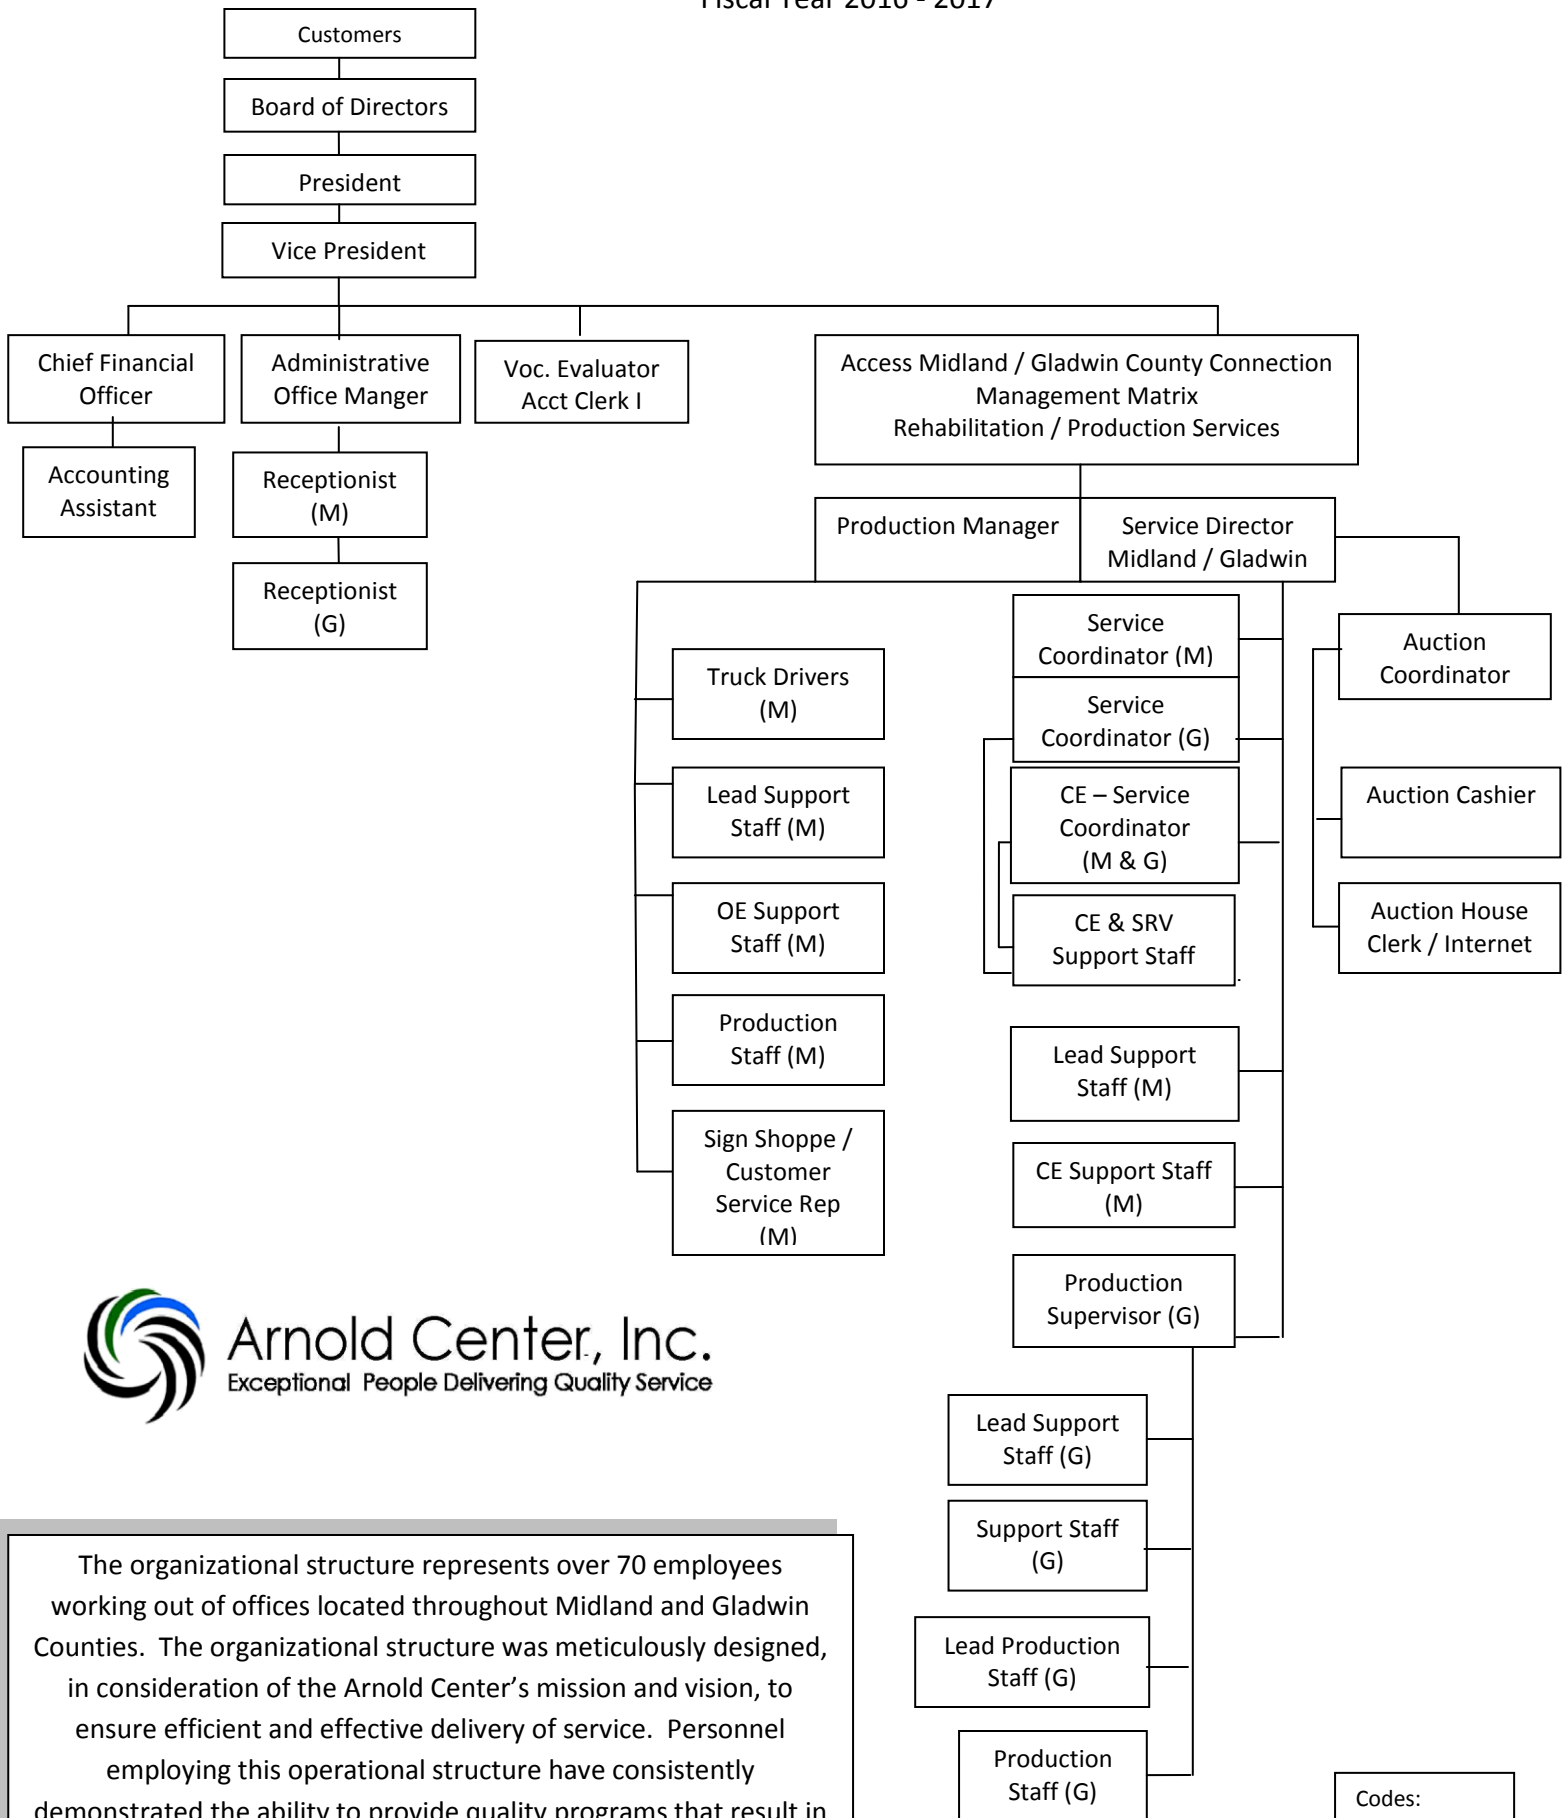 Fiscal Year 2016 - 2017
Customers
Board of Directors
President
Vice President
Chief Financial
Officer
Administrative
Office Manger
Voc. Evaluator
Acct Clerk I
Access Midland / Gladwin County Connection
Management Matrix
Rehabilitation / Production Services
Accounting
Assistant
Receptionist
(M)
Receptionist
(G)
Production Manager
Service Director
Midland / Gladwin
Truck Drivers
(M)
Lead Support
Staff (M)
OE Support
Staff (M)
Production
Staff (M)
Sign Shoppe /
Customer
Service Rep
(M)
Service
Coordinator (M)
Service
Coordinator (G)
CE – Service
Coordinator
(M & G)
CE & SRV
Support Staff
Lead Support
Staff (M)
CE Support Staff
(M)
Production
Supervisor (G)
Auction
Coordinator
Auction Cashier
Auction House
Clerk / Internet
Lead Support
Staff (G)
Support Staff
(G)
Lead Production
Staff (G)
Production
Staff (G)
Arnold Center, Inc.
Exceptional People Delivering Quality Service
The organizational structure represents over 70 employees
working out of offices located throughout Midland and Gladwin
Counties. The organizational structure was meticulously designed,
in consideration of the Arnold Center’s mission and vision, to
ensure efficient and effective delivery of service. Personnel
employing this operational structure have consistently
demonstrated the ability to provide quality programs that result in
Codes: